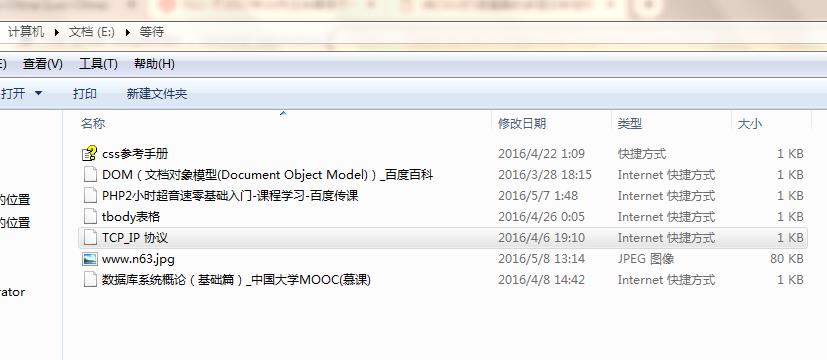 计算机 ▸ 文档 (E:) ▸ 等待
E) 查看(V) 工具(T) 帮助(H)
打开 打印 新建文件夹
名称 修改日期 类型 大小
css参考手册 2016/4/22 1:09 快捷方式 1 KB
DOM（文档对象模型(Document Object Model)）_百度百科 2016/3/28 18:15 Internet 快捷方式 1 KB
PHP2小时超音速零基础入门-课程学习-百度传课 2016/5/7 1:48 Internet 快捷方式 1 KB
的位置
tbody表格 2016/4/26 0:05 Internet 快捷方式 1 KB
的位置
TCP_IP 协议 2016/4/6 19:10 Internet 快捷方式 1 KB
www.n63.jpg 2016/5/8 13:14 JPEG 图像 80 KB
数据库系统概论（基础篇）_中国大学MOOC(慕课) 2016/4/8 14:42 Internet 快捷方式 1 KB
rator